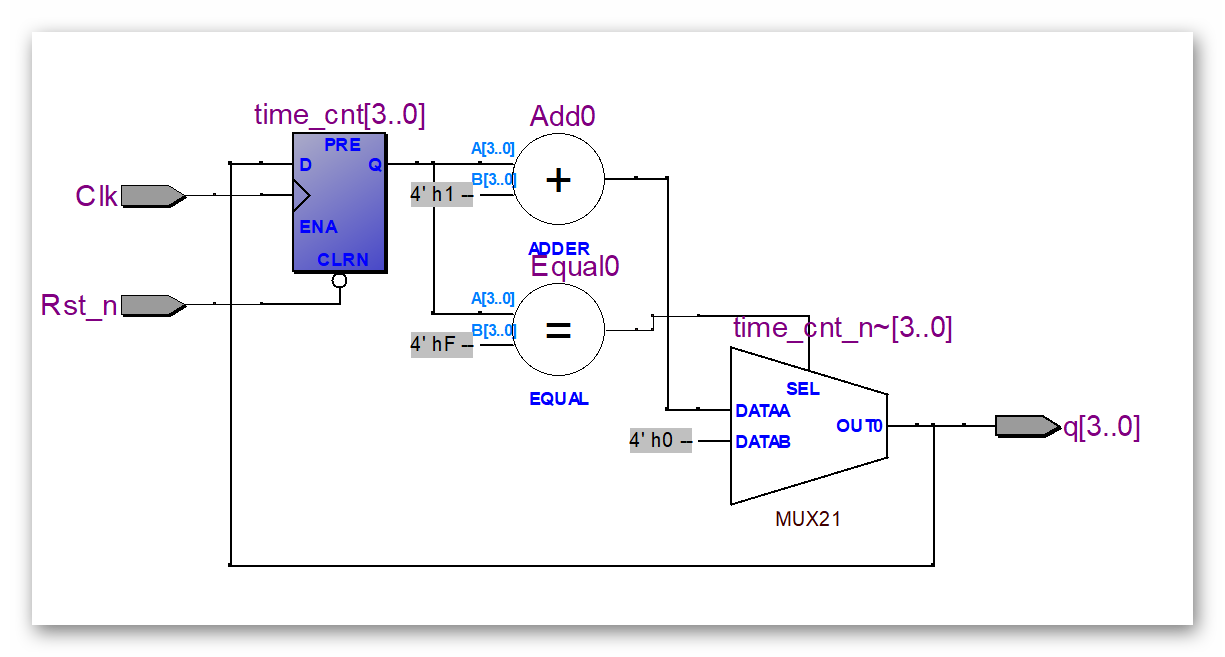 time_cnt[3..0]
PRE
D
Q
Clk
ENA
CLRN
Rst_n
Add0
A[3..0]
B[3..0]
4' h1 --
+
ADDER
Equal0
A[3..0]
B[3..0]
4' hF --
=
EQUAL
time_cnt_n~[3..0]
SEL
DATAA
4' h0 --
DATAB
OUT0
MUX21
q[3..0]